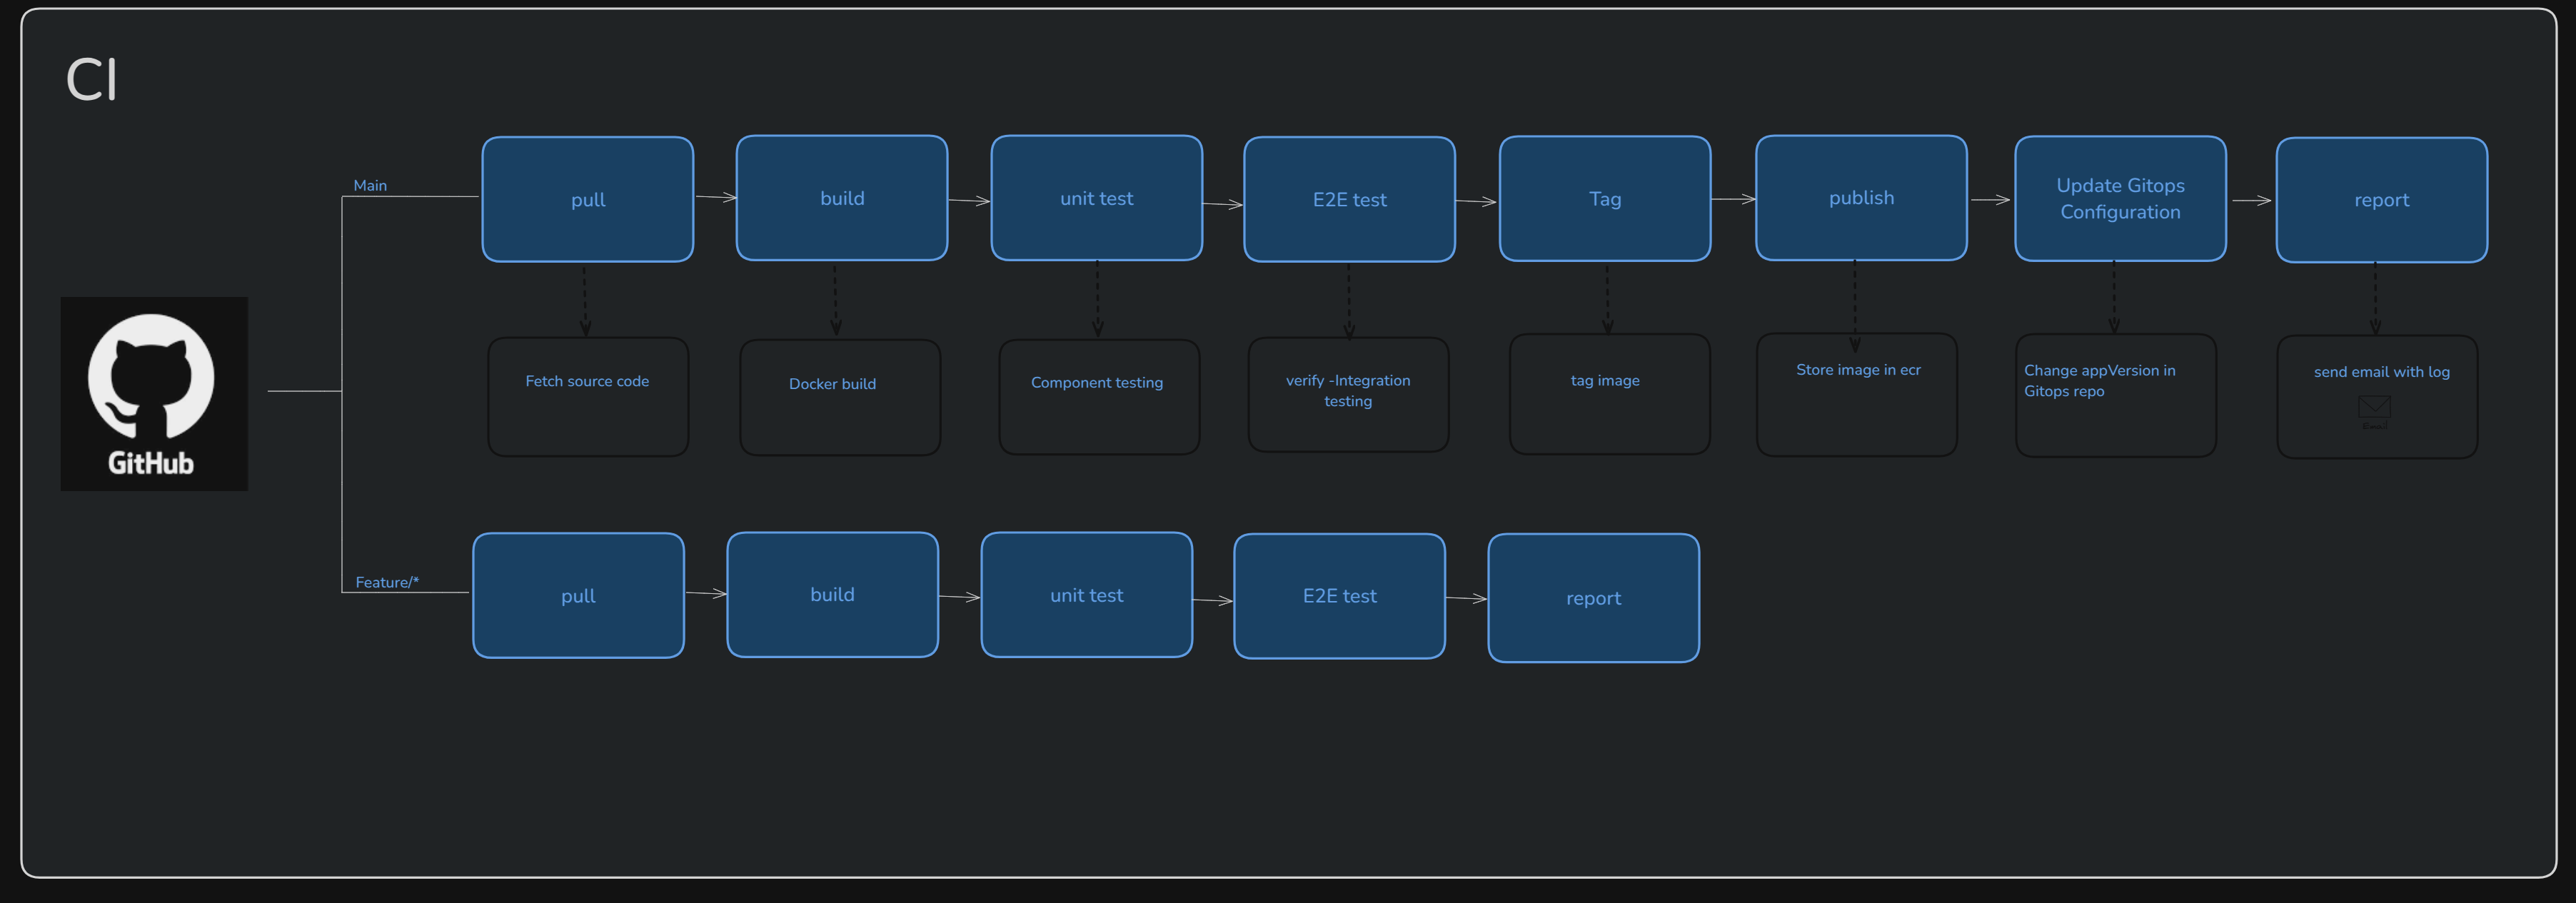 CI
Main
pull
build
unit test
E2E test
Tag
publish
Update Gitops
Configuration
report
Fetch source code
Docker build
Component testing
verify -Integration
testing
tag image
Store image in ecr
Change appVersion in
Gitops repo
send email with log
Email
GitHub
Feature/*
pull
build
unit test
E2E test
report